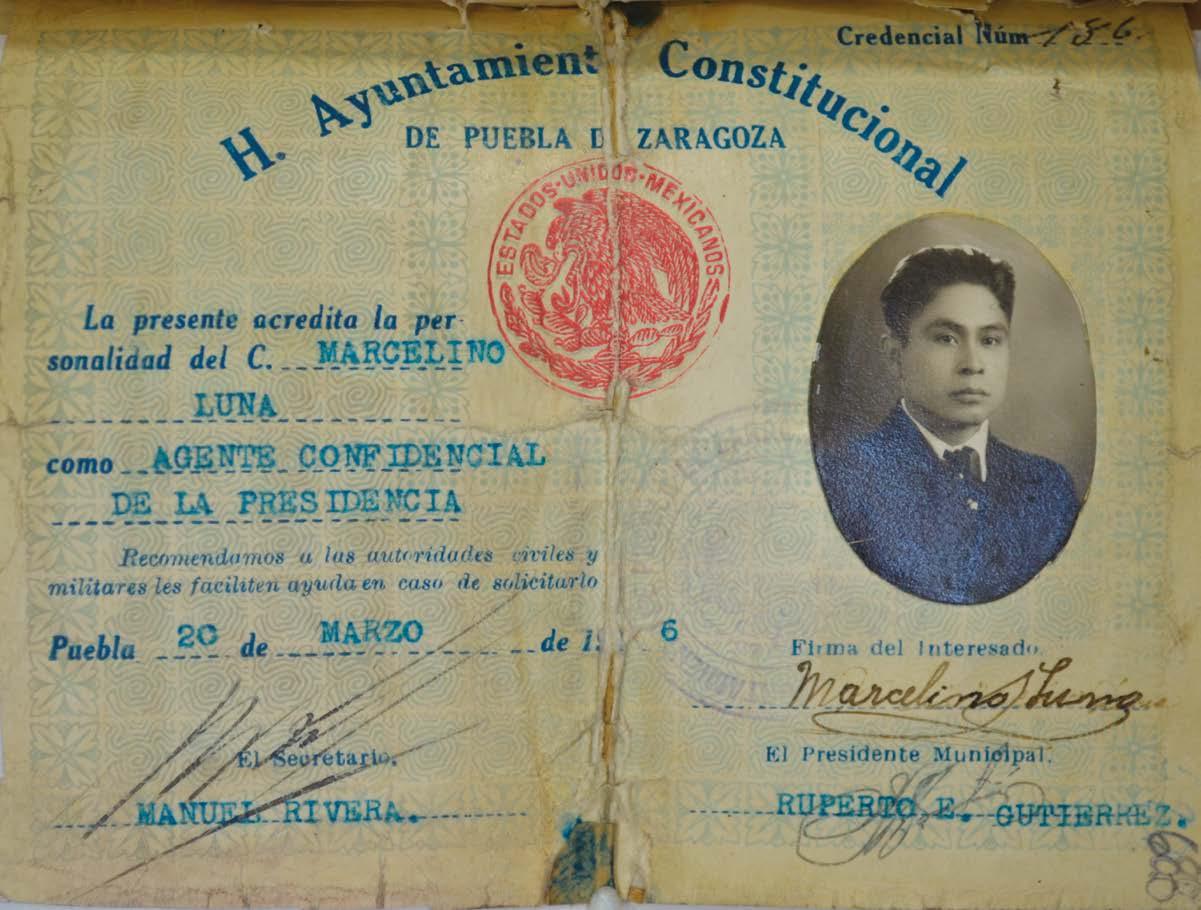 Credencial Núm 156.
H. Ayuntamient Constitucional
DE PUEBLA D ZARAGOZA
ESTADOS-UNIDOS-MEXICANOS
La presente acredita la per-
sonalidad del C. MARCELINO
LUNA
como AGENTE CONFIDENCIAL
DE LA PRESIDENCIA
Recomendamos a las autoridades civiles y
militares les faciliten ayuda en caso de solicitarlo
Puebla 20 de MARZO de 1 6
El Secretario.
MANUEL RIVERA.
Firma del Interesado.
Marcelino Luna
El Presidente Municipal.
RUPERTO E. GUTIERREZ.